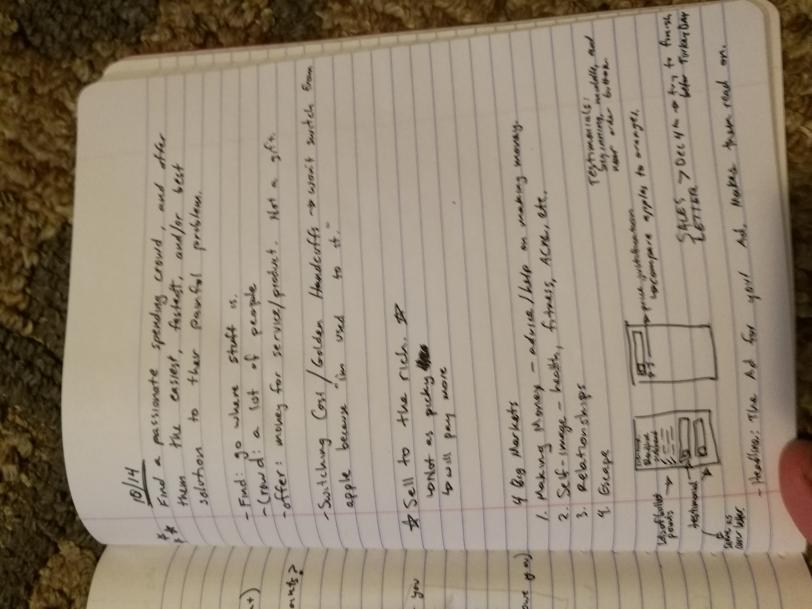 10/14
Find a passionate spending crowd, and offer
them the easiest, fastest, and/or best
solution to their painful problem.
- Find: go where stuff is.
- Crowd: a lot of people
- offer: money for service/product. Not a gift.
- Switching Cost / Golden Handcuffs → won't switch from
apple because "im used to it."
☆ Sell to the rich. ☆
↳ Not as picky
↳ will pay more
4 Big Markets
1. Making Money - advice/help on making money.
2. Self-image - health, fitness, acne, etc.
3. Relationships
4. Escape
Testimonials:
beginning, middle, and
near order button
→ price justification
↳ compare apples to oranges.
Lots of bullet
points
testimonial
Same as
cover letter.
SALES
LETTER > Dec 4th → try to finish
before Turkey Day
- Headline: The Ad for your Ad. Makes them read on.
you